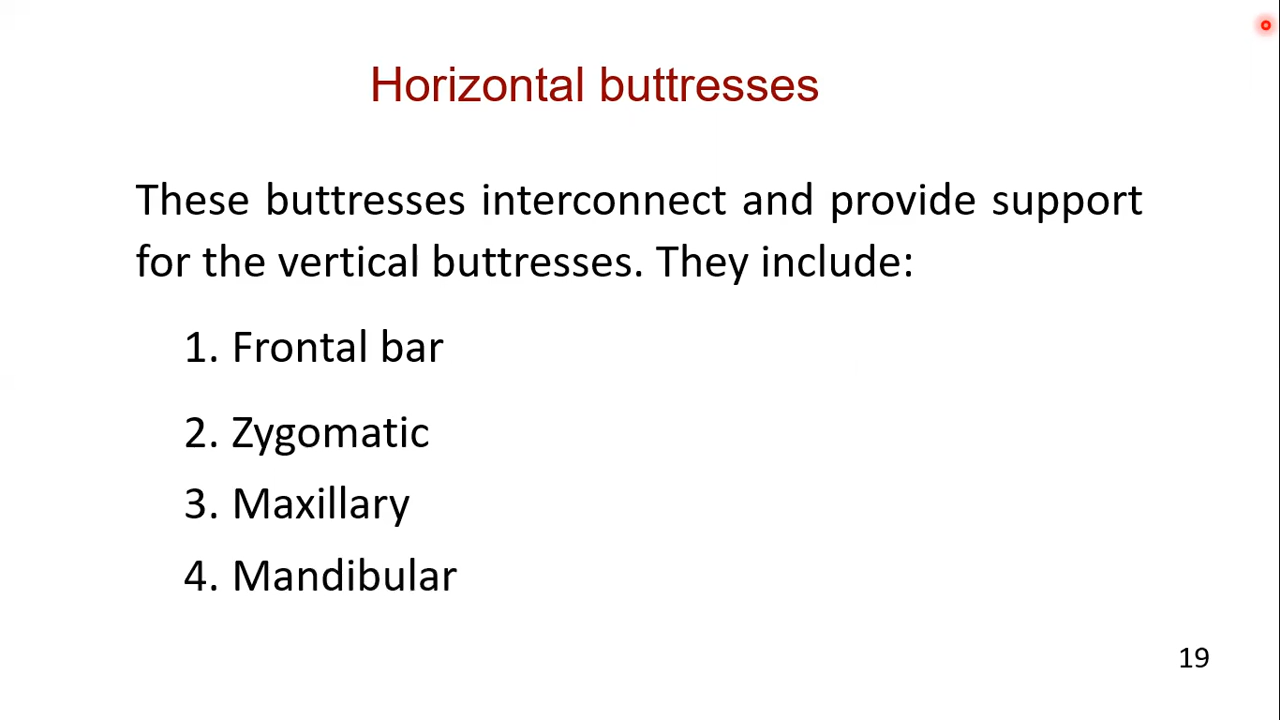 Horizontal buttresses
These buttresses interconnect and provide support
for the vertical buttresses. They include:
1. Frontal bar
2. Zygomatic
3. Maxillary
4. Mandibular
19